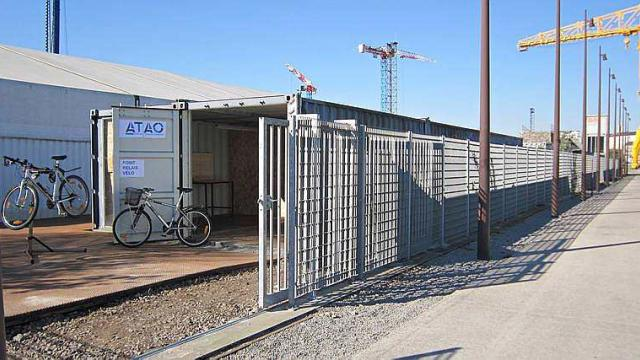 ATAO
POINT
RELAIS
VELO